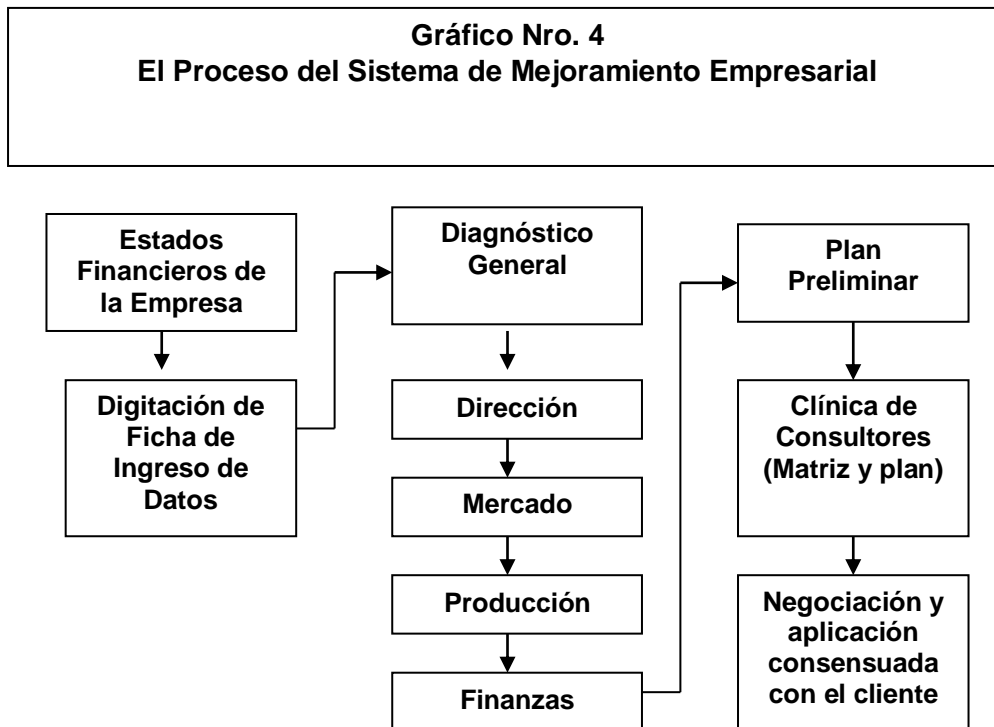 Gráfico Nro. 4
El Proceso del Sistema de Mejoramiento Empresarial
Estados
Financieros de
la Empresa
Digitación de
Ficha de
Ingreso de
Datos
Diagnóstico
General
Dirección
Mercado
Producción
Finanzas
Plan
Preliminar
Clínica de
Consultores
(Matriz y plan)
Negociación y
aplicación
consensuada
con el cliente